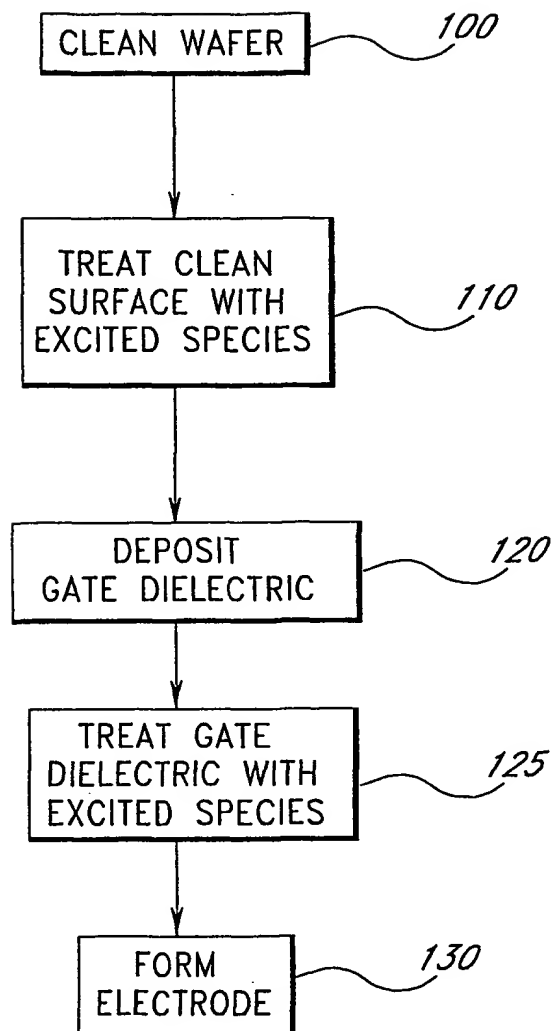 CLEAN WAFER
100
TREAT CLEAN
SURFACE WITH
EXCITED SPECIES
110
DEPOSIT
GATE DIELECTRIC
120
TREAT GATE
DIELECTRIC WITH
EXCITED SPECIES
125
FORM
ELECTRODE
130